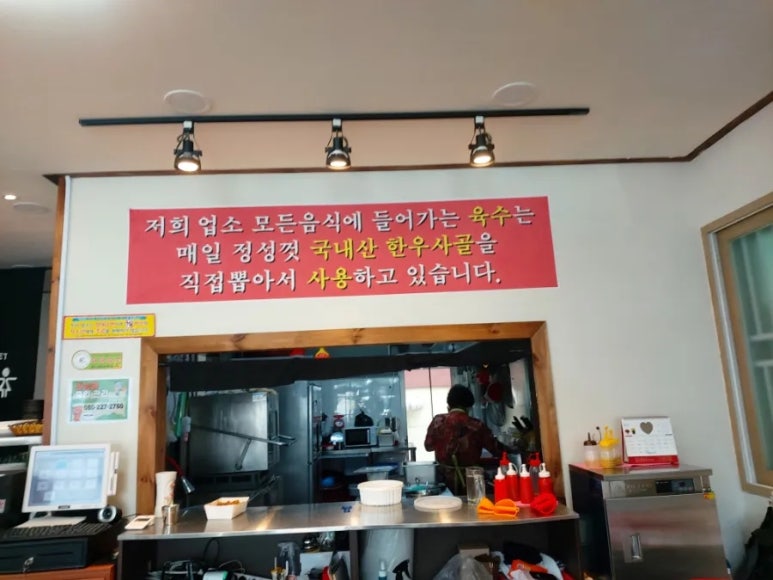 저희 업소 모든음식에 들어가는 육수는
매일 정성껏 국내산 한우사골을
직접뽑아서 사용하고 있습니다.